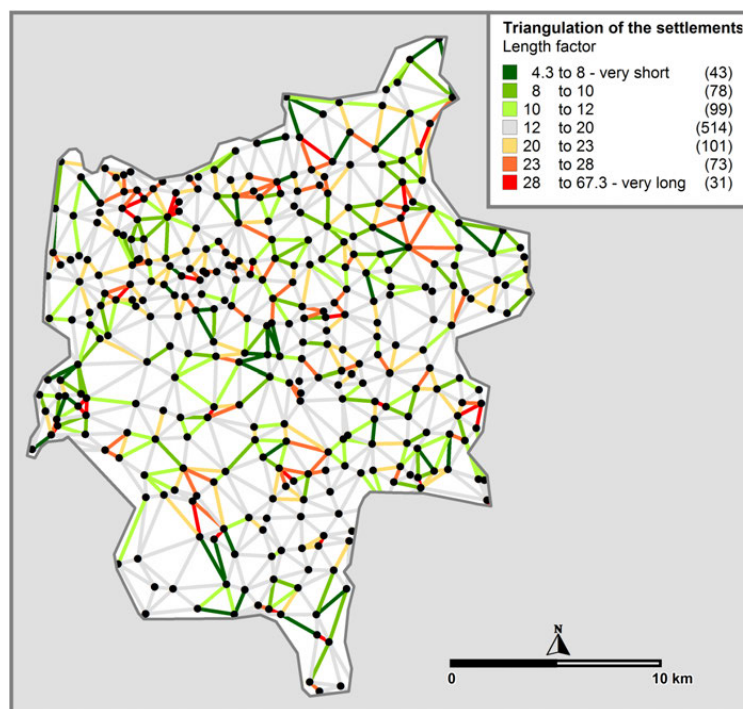 Triangulation of the settlements
Length factor
4.3 to 8 - very short (43)
8 to 10 (78)
10 to 12 (99)
12 to 20 (514)
20 to 23 (101)
23 to 28 (73)
28 to 67.3 - very long (31)
N
0 10 km